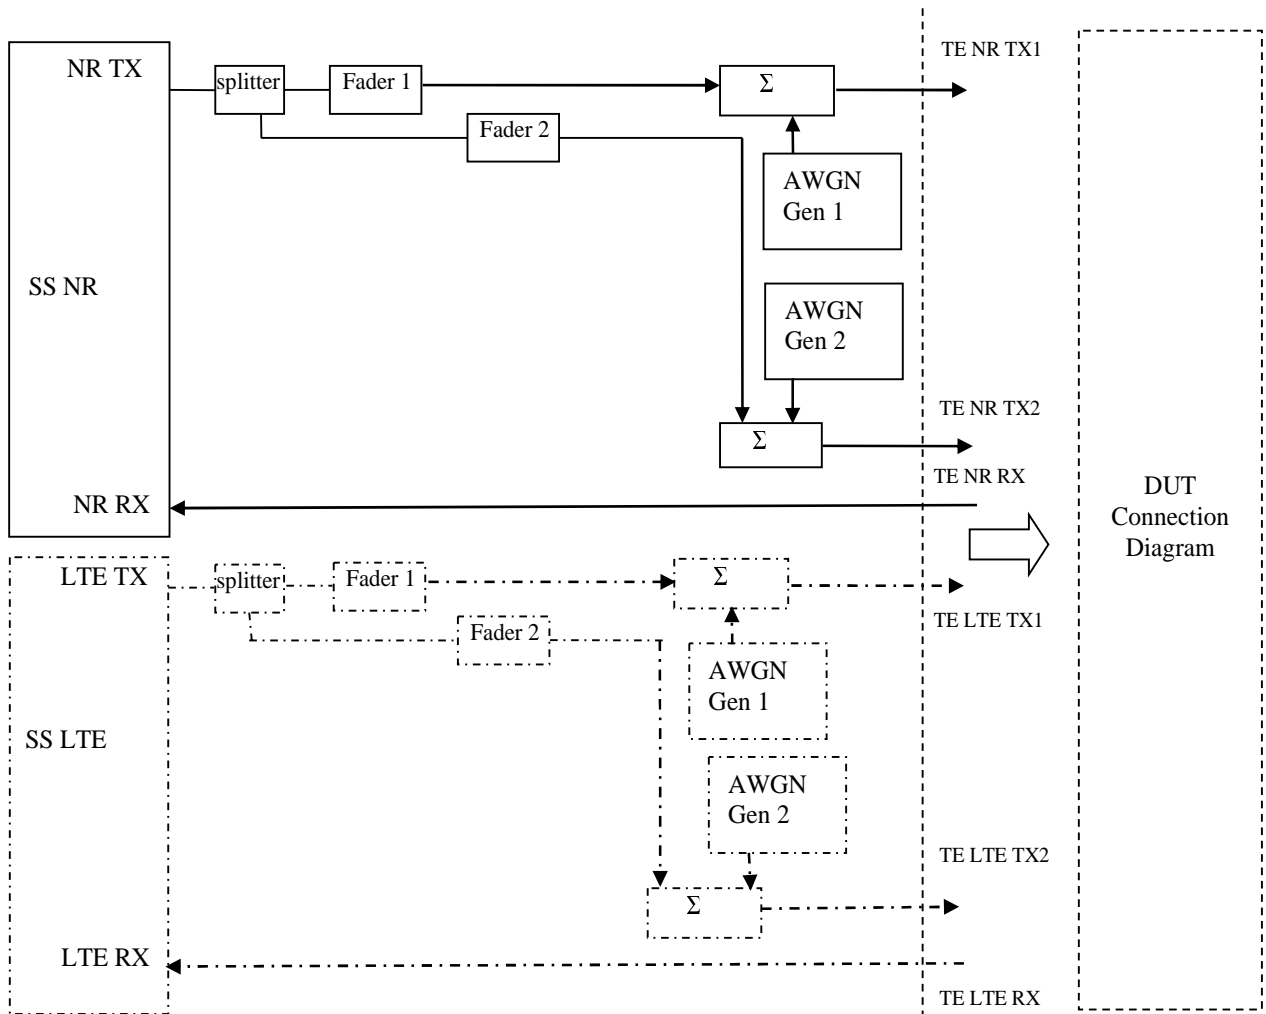 TE NR TX1
NR TX
splitter
Fader 1
Σ
Fader 2
AWGN
Gen 1
SS NR
AWGN
Gen 2
TE NR TX2
Σ
TE NR RX
NR RX
DUT
Connection
Diagram
LTE TX
splitter
Fader 1
Σ
TE LTE TX1
Fader 2
AWGN
Gen 1
SS LTE
AWGN
Gen 2
TE LTE TX2
Σ
LTE RX
TE LTE RX